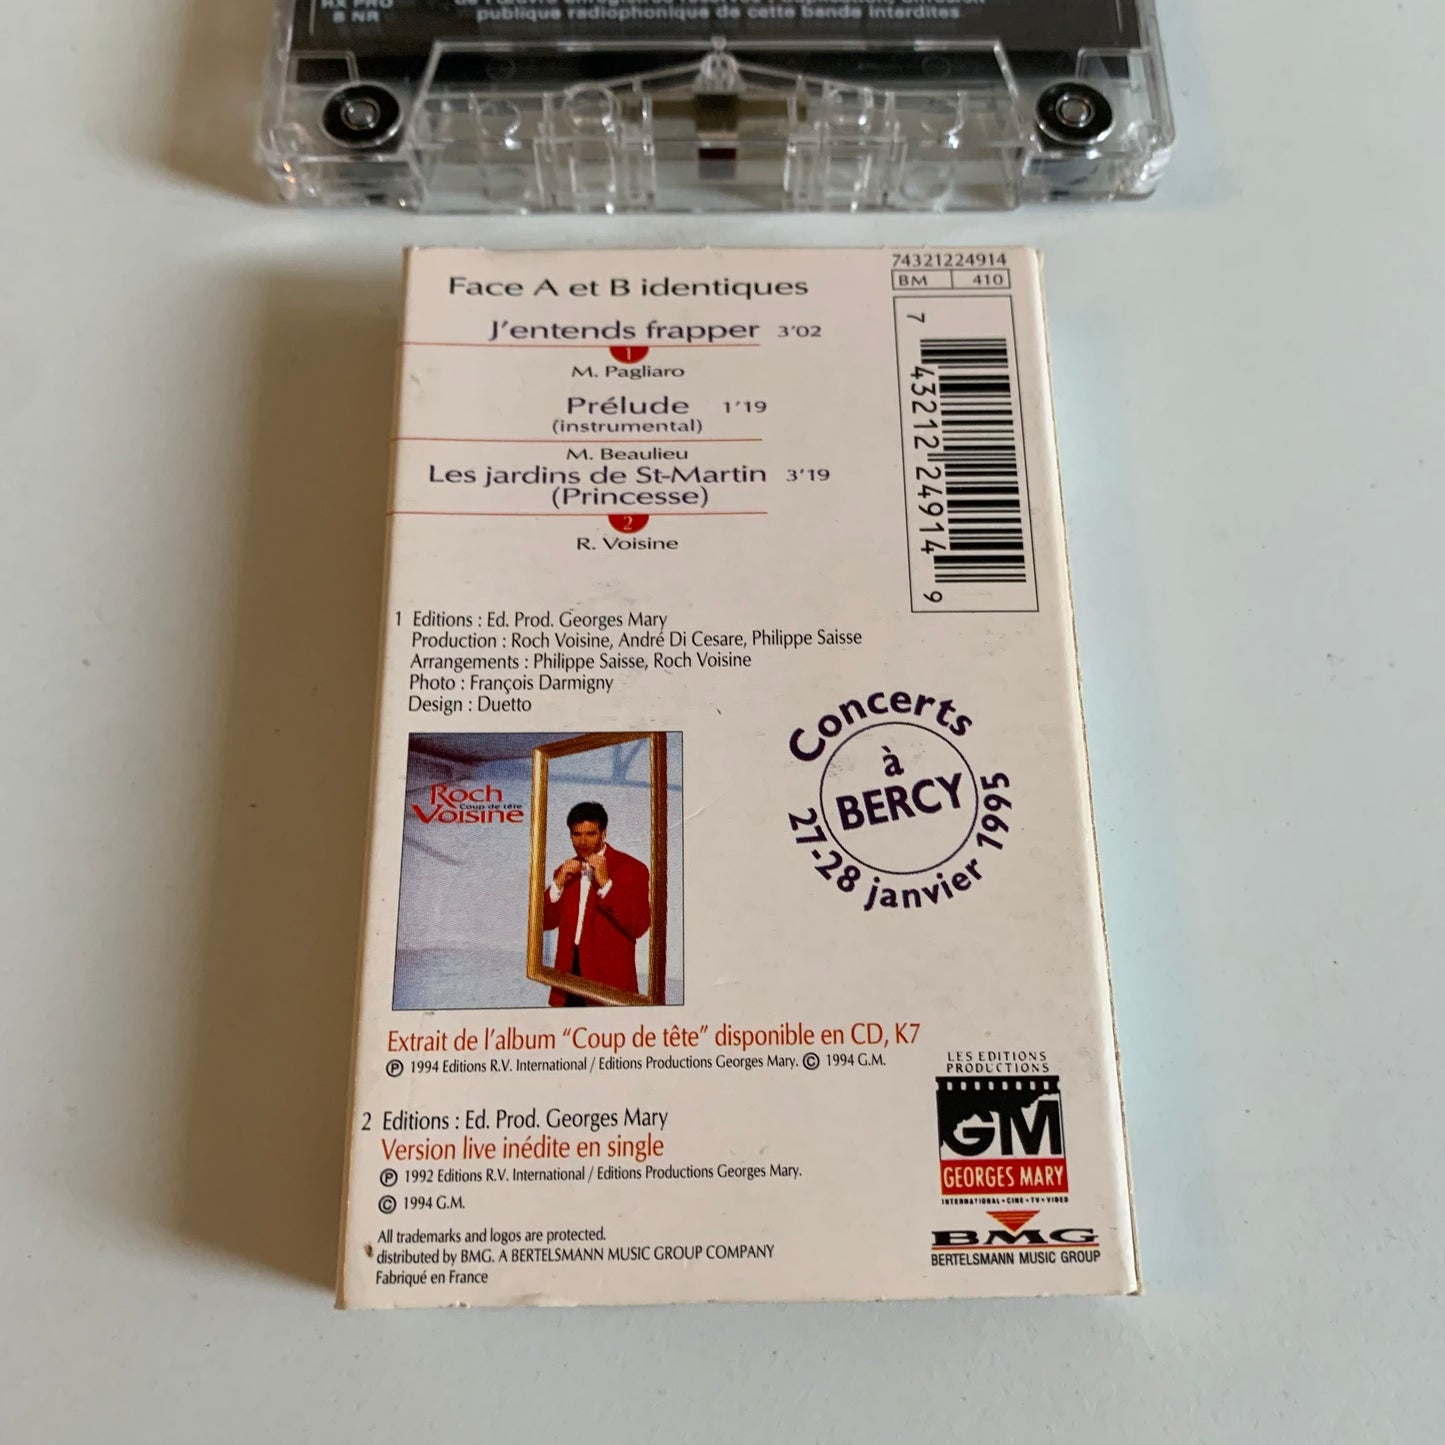 HX PRO
B NR
publique radiophonique de cette bande interdites
74321224914
BM 410
7 43212 24914 9
Face A et B identiques
J'entends frapper 3'02
1
M. Pagliaro
Prélude 1'19
(instrumental)
M. Beaulieu
Les jardins de St-Martin 3'19
(Princesse)
2
R. Voisine
1 Editions : Ed. Prod. Georges Mary
Production : Roch Voisine, André Di Cesare, Philippe Saisse
Arrangements : Philippe Saisse, Roch Voisine
Photo : François Darmigny
Design : Duetto
Concerts
à
BERCY
27-28 janvier 1995
Roch
Coup de tête
Voisine
Extrait de l'album "Coup de tête" disponible en CD, K7
Ⓟ 1994 Editions R.V. International / Editions Productions Georges Mary. © 1994 G.M.
2 Editions : Ed. Prod. Georges Mary
Version live inédite en single
Ⓟ 1992 Editions R.V. International / Editions Productions Georges Mary.
© 1994 G.M.
All trademarks and logos are protected.
distributed by BMG. A BERTELSMANN MUSIC GROUP COMPANY
Fabriqué en France
LES EDITIONS
PRODUCTIONS
GM
GEORGES MARY
INTERNATIONAL • CINE • TV • VIDEO
BMG
BERTELSMANN MUSIC GROUP